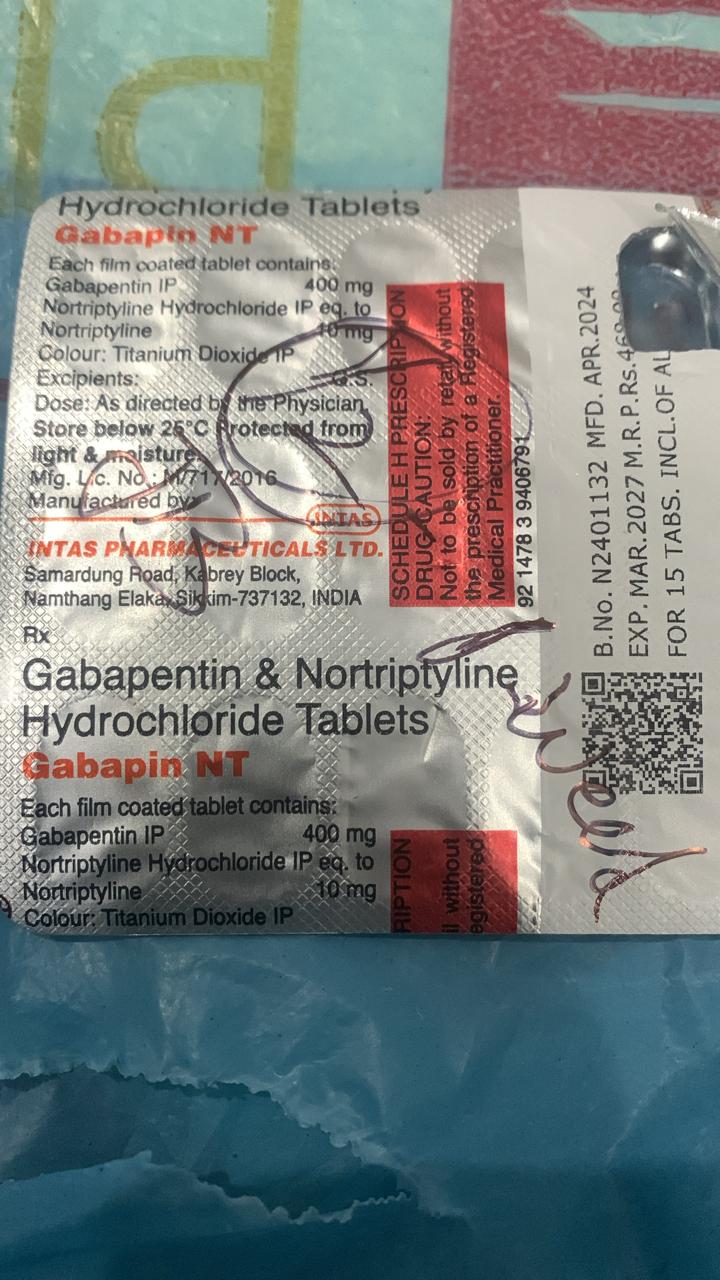 Hydrochloride Tablets
Gabapin NT
Each film coated tablet contains:
Gabapentin IP 400 mg
Nortriptyline Hydrochloride IP eq. to
Nortriptyline 10 mg
Colour: Titanium Dioxide IP
Excipients: Q.S.
Dose: As directed by the Physician.
Store below 25°C Protected from
light & moisture.
Mfg. Lic. No.: M/717/2016
Manufactured by:
INTAS
INTAS PHARMACEUTICALS LTD.
Samardung Road, Kabrey Block,
Namthang Elaka, Sikkim-737132, INDIA
SCHEDULE H PRESCRIPTION
DRUG-CAUTION:
Not to be sold by retail without
the prescription of a Registered
Medical Practitioner.
92 1478 3 9406791
B.No. N2401132 MFD. APR.2024
EXP. MAR.2027 M.R.P.Rs.
FOR 15 TABS. INCL.OF
Rx
Gabapentin & Nortriptyline
Hydrochloride Tablets
Gabapin NT
Each film coated tablet contains:
Gabapentin IP 400 mg
Nortriptyline Hydrochloride IP eq. to
Nortriptyline 10 mg
Colour: Titanium Dioxide IP
RIPTION
il without
egistered